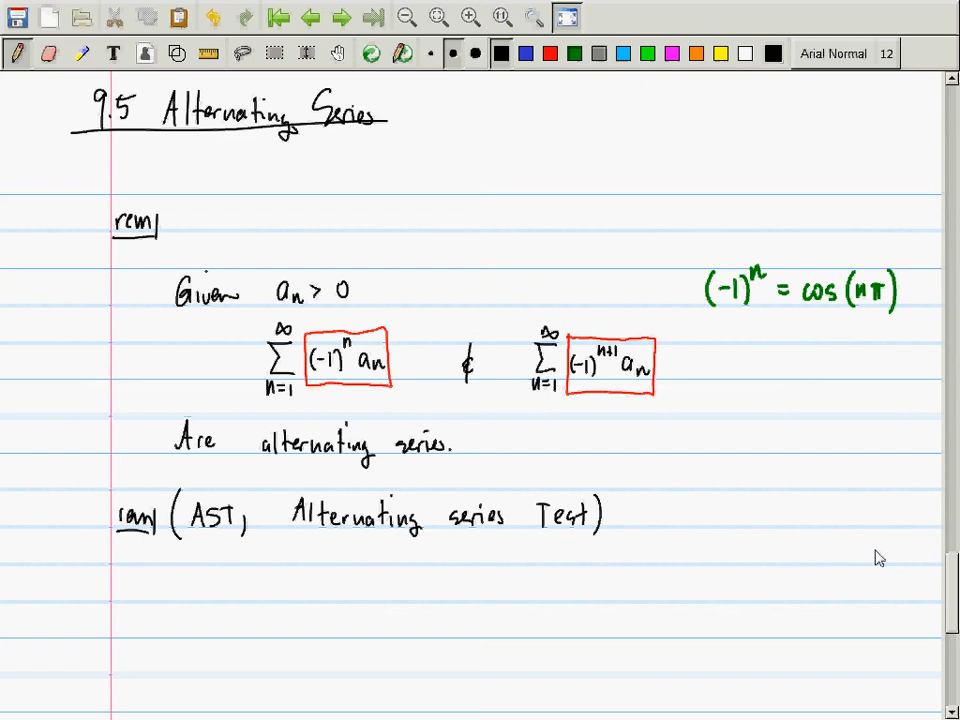 Arial Normal 12
9.5 Alternating Series
rem
Given aₙ > 0
(-1)ⁿ = cos(nπ)
∞ ∑ n=1 (-1)ⁿ aₙ & ∞ ∑ n=1 (-1)ⁿ⁺¹ aₙ
Are alternating series.
rem (AST, Alternating series Test)